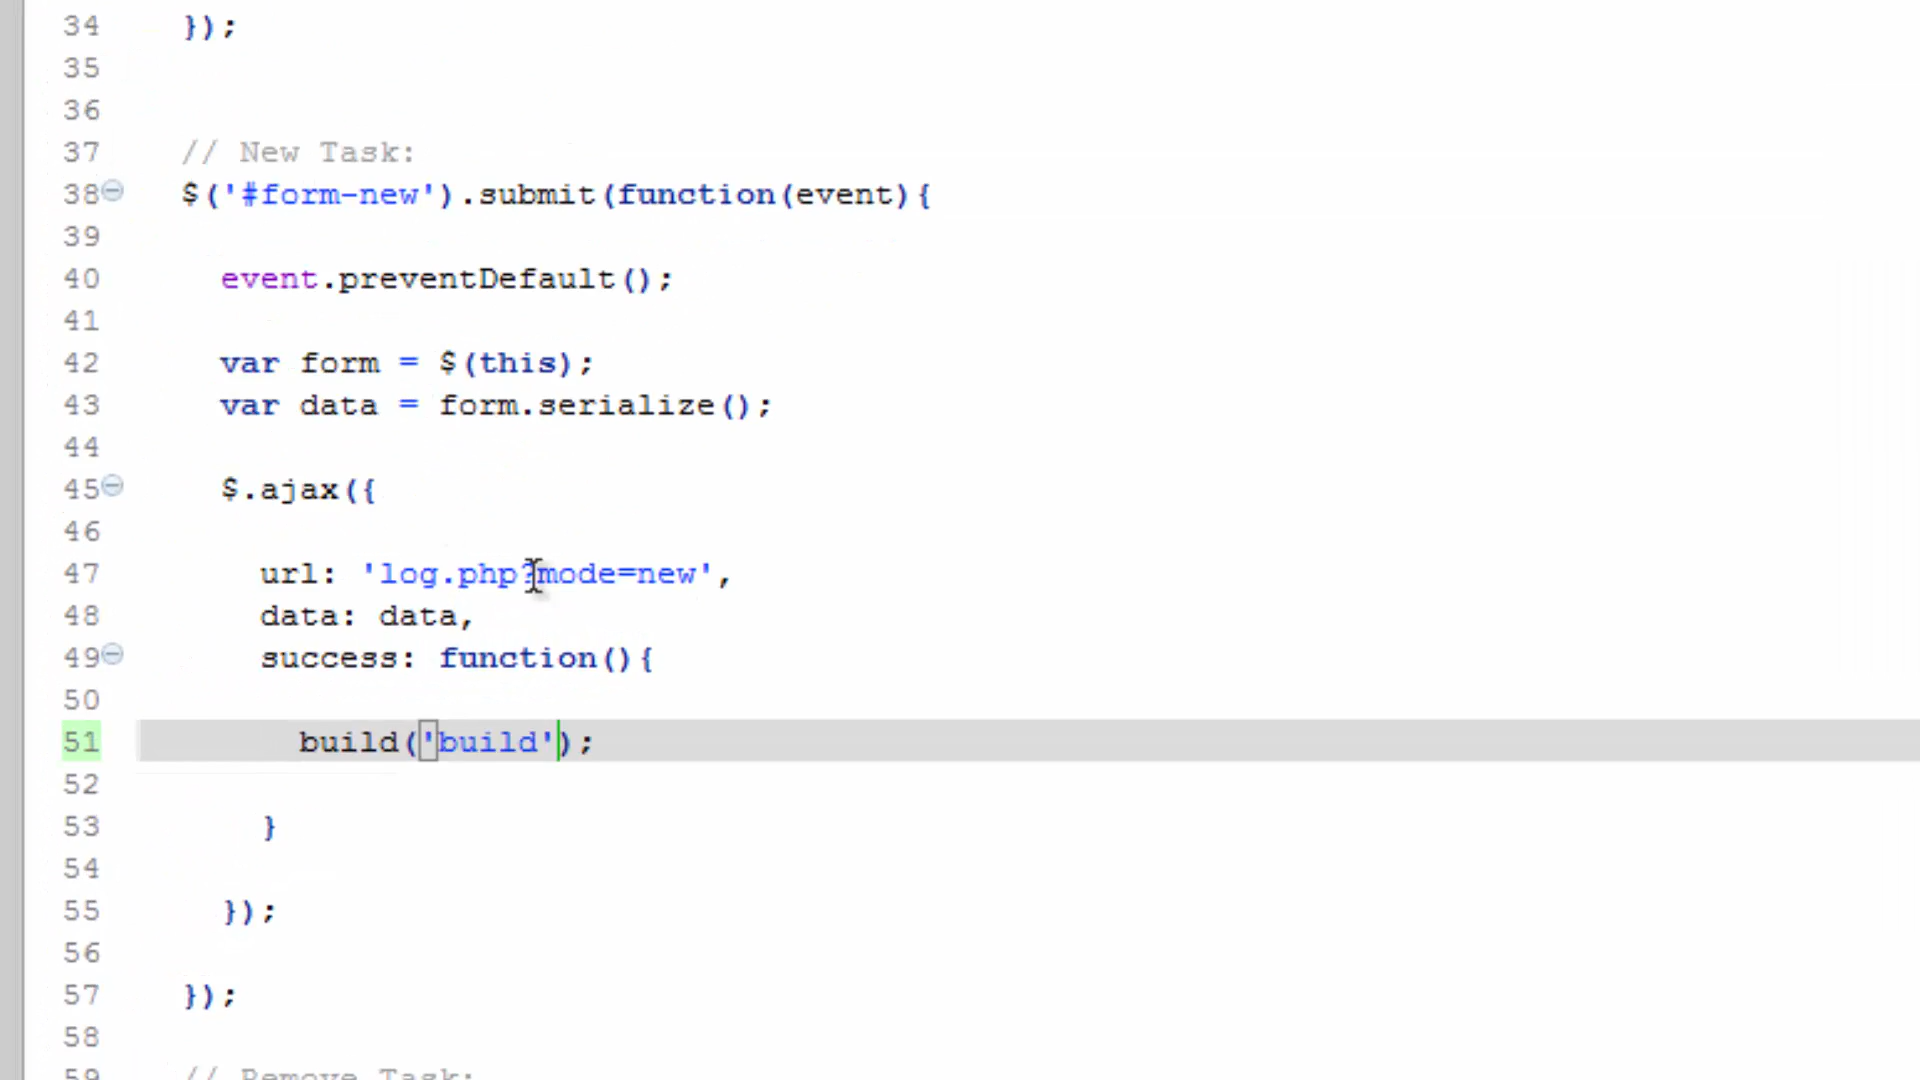 34 });
35
36
37 // New Task:
38 $('#form-new').submit(function(event){
39
40 event.preventDefault();
41
42 var form = $(this);
43 var data = form.serialize();
44
45 $.ajax({
46
47 url: 'log.php?mode=new',
48 data: data,
49 success: function(){
50
51 build('build');
52
53 }
54
55 });
56
57 });
58
59 // Remove Task: